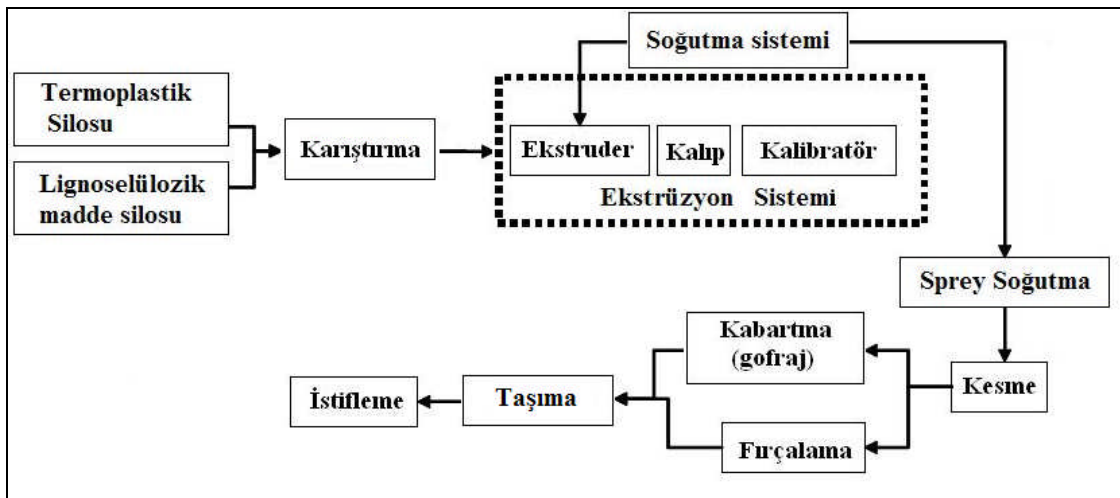 Soğutma sistemi
Termoplastik
Silosu
Lignoselülozik
madde silosu
Karıştırma
Ekstruder
Kalıp
Kalibratör
Ekstrüzyon Sistemi
Sprey Soğutma
Kesme
Kabartma
(gofraj)
Fırçalama
Taşıma
İstifleme